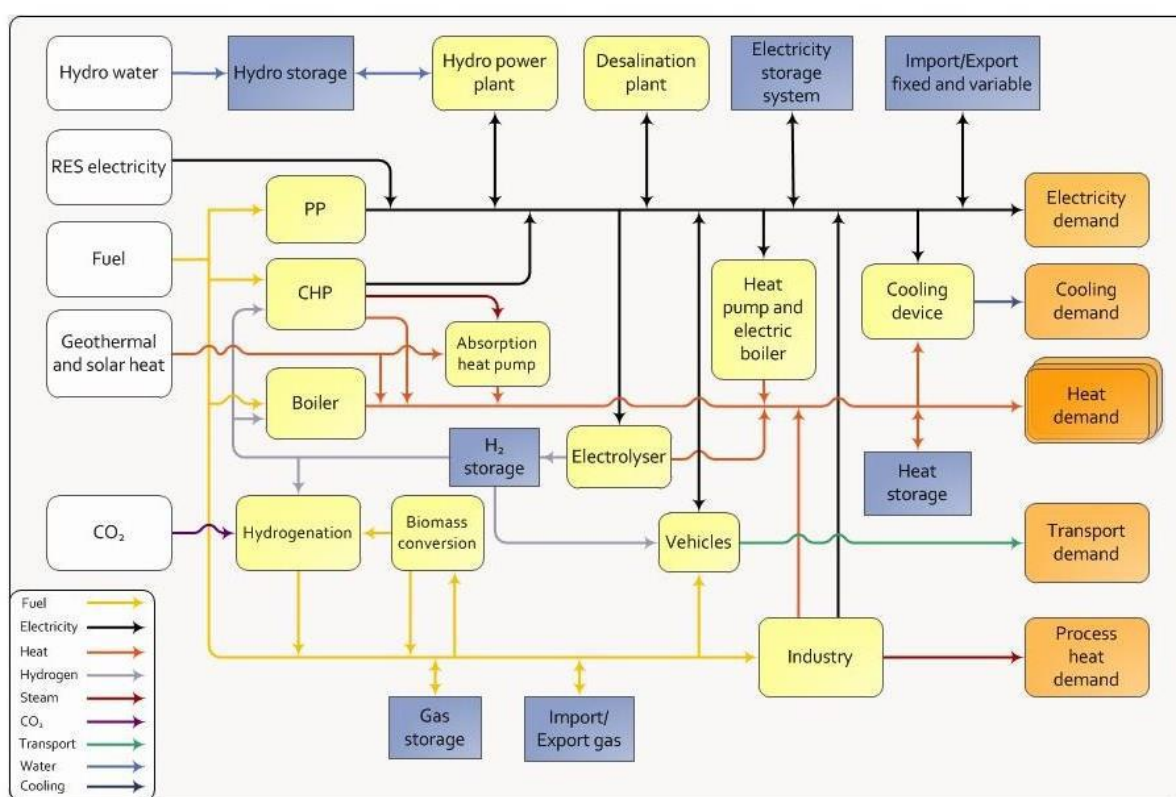 Hydro water
Hydro storage
Hydro power
plant
Desalination
plant
Electricity
storage
system
Import/Export
fixed and variable
RES electricity
PP
Electricity
demand
Fuel
CHP
Heat
pump and
electric
boiler
Cooling
device
Cooling
demand
Geothermal
and solar heat
Absorption
heat pump
Boiler
Heat
demand
H₂
storage
Electrolyser
Heat
storage
CO₂
Hydrogenation
Biomass
conversion
Vehicles
Transport
demand
Fuel
Electricity
Heat
Hydrogen
Steam
CO₂
Transport
Water
Cooling
Industry
Process
heat
demand
Gas
storage
Import/
Export gas